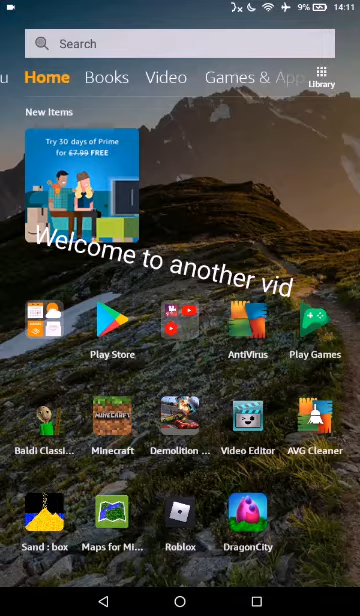 9% 14:11
Search
u Home Books Video Games & App
Library
New Items
Try 30 days of Prime
for £7.99 FREE
Welcome to another vid
Play Store
AntiVirus
Play Games
Baldi Classi...
Minecraft
Demolition ...
Video Editor
AVG Cleaner
MINECRAFT
Sand : box
Maps for Mi...
Roblox
DragonCity